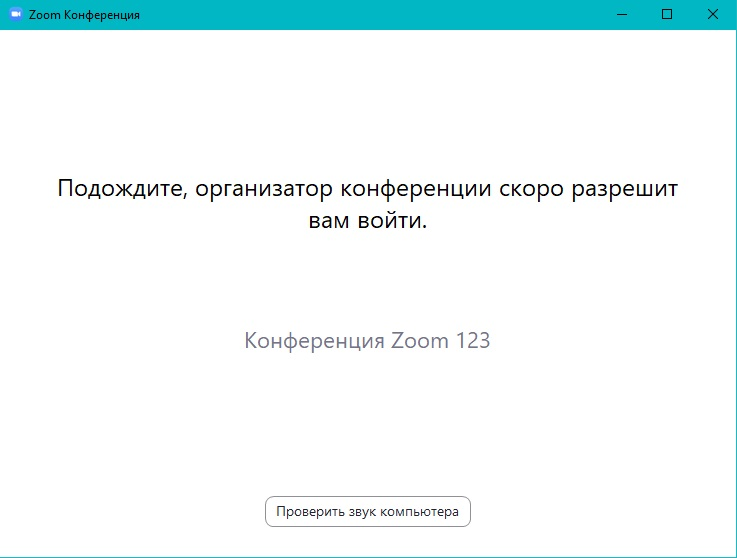 Zoom Конференция
Подождите, организатор конференции скоро разрешит
вам войти.
Конференция Zoom 123
Проверить звук компьютера